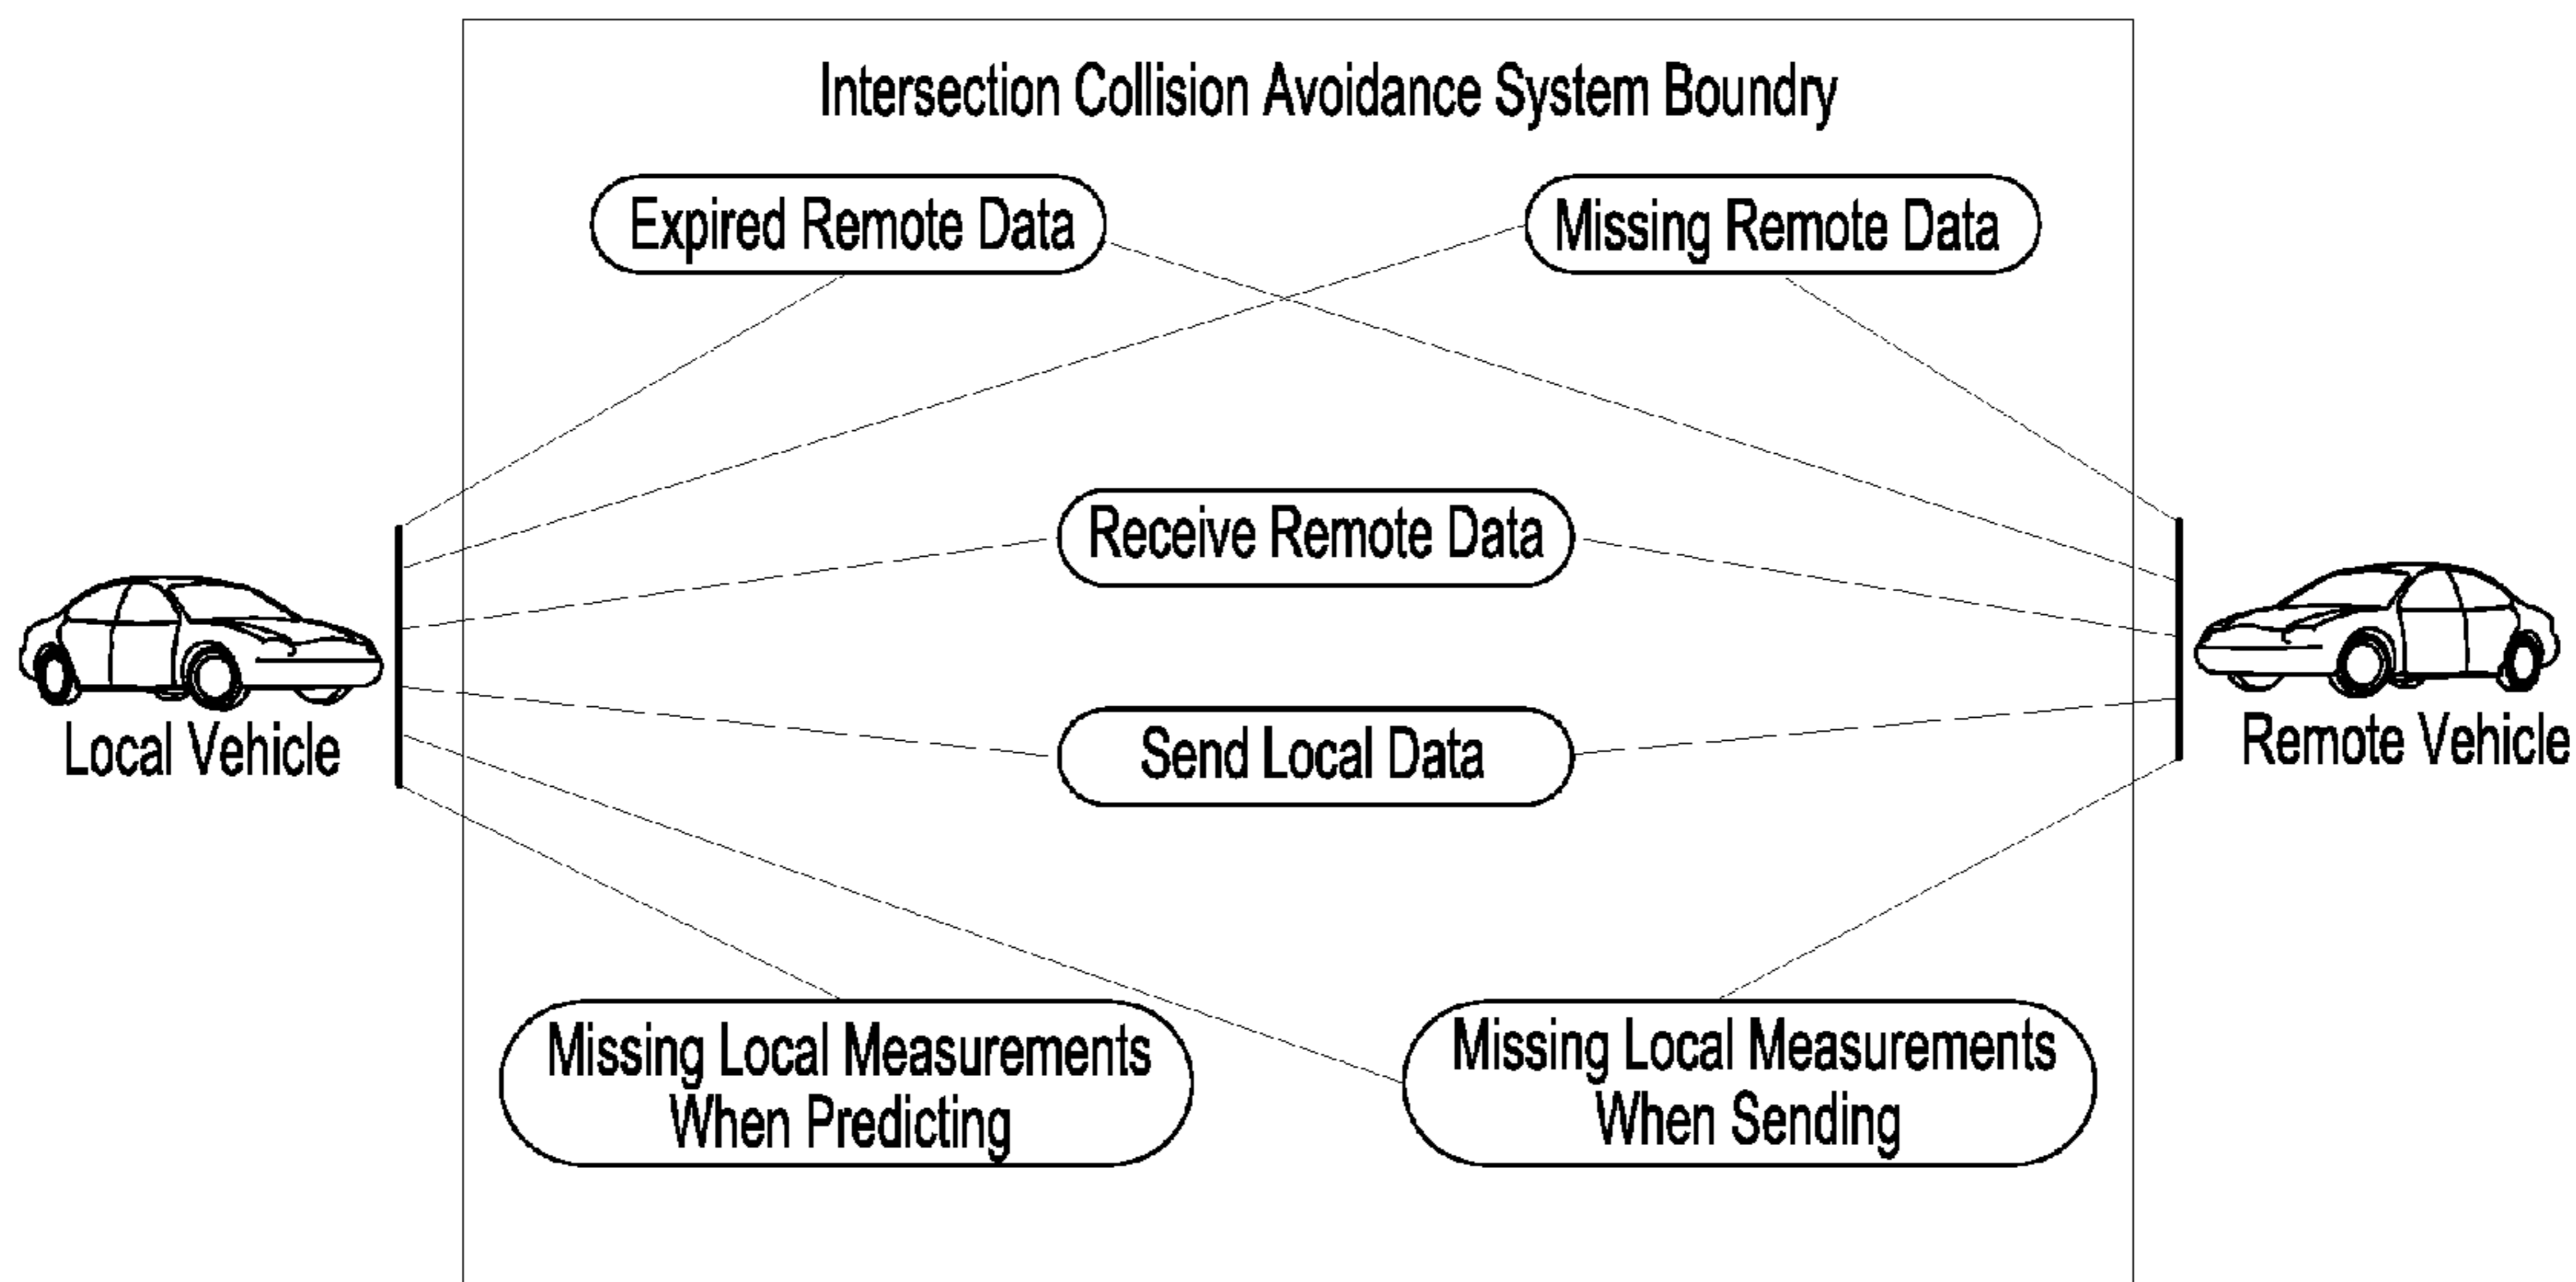 Intersection Collision Avoidance System Boundry
Expired Remote Data
Missing Remote Data
Receive Remote Data
Send Local Data
Local Vehicle
Remote Vehicle
Missing Local Measurements
When Predicting
Missing Local Measurements
When Sending